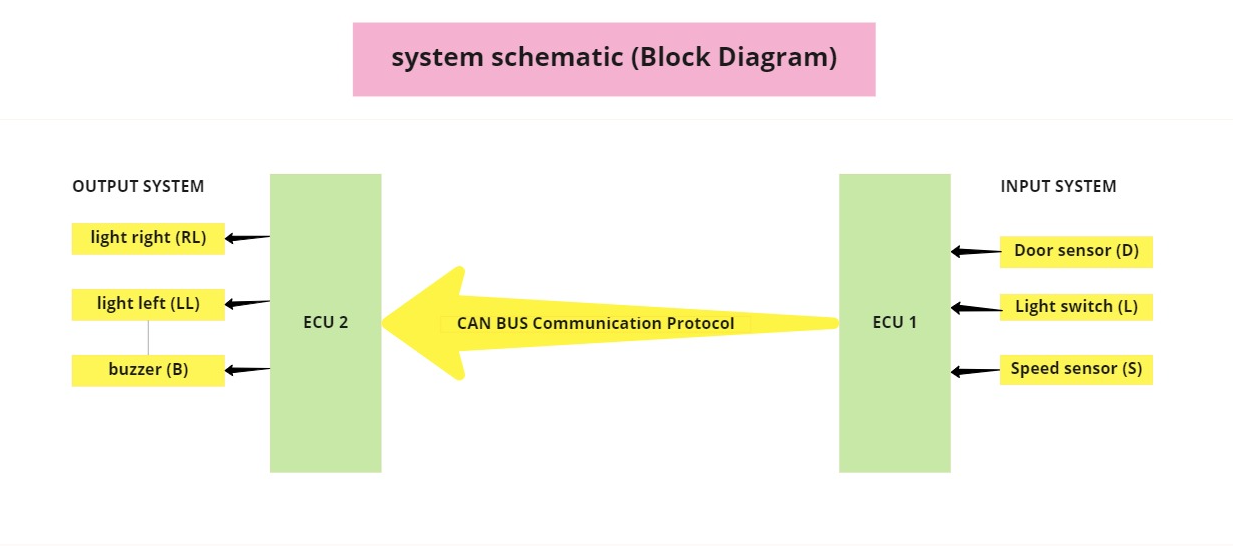 system schematic (Block Diagram)
OUTPUT SYSTEM
INPUT SYSTEM
light right (RL)
Door sensor (D)
light left (LL)
Light switch (L)
ECU 2
CAN BUS Communication Protocol
ECU 1
buzzer (B)
Speed sensor (S)